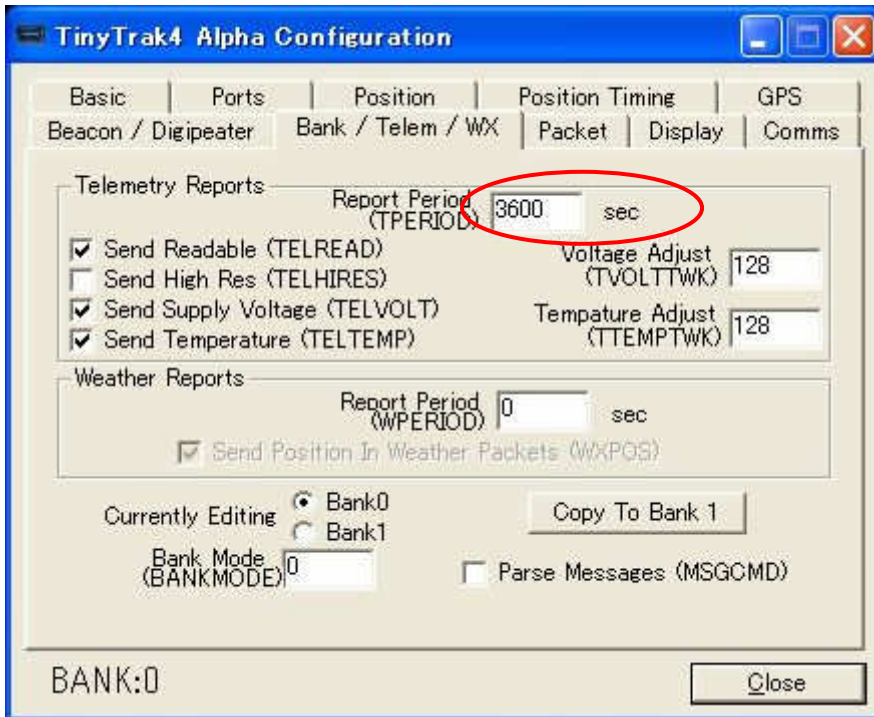 TinyTrak4 Alpha Configuration
Basic
Ports
Position
Position Timing
GPS
Beacon / Digipeater
Bank / Telem / WX
Packet
Display
Comms
Telemetry Reports
Report Period
(TPERIOD)
3600
sec
Send Readable (TELREAD)
Send High Res (TELHIRES)
Send Supply Voltage (TELVOLT)
Send Temperature (TELTEMP)
Voltage Adjust
(TVOLTTWK)
128
Tempature Adjust
(TTEMPTWK)
128
Weather Reports
Report Period
(WPERIOD)
0
sec
Send Position In Weather Packets (WXPOS)
Currently Editing
Bank0
Bank1
Copy To Bank 1
Bank Mode
(BANKMODE)
0
Parse Messages (MSGCMD)
BANK:0
Close